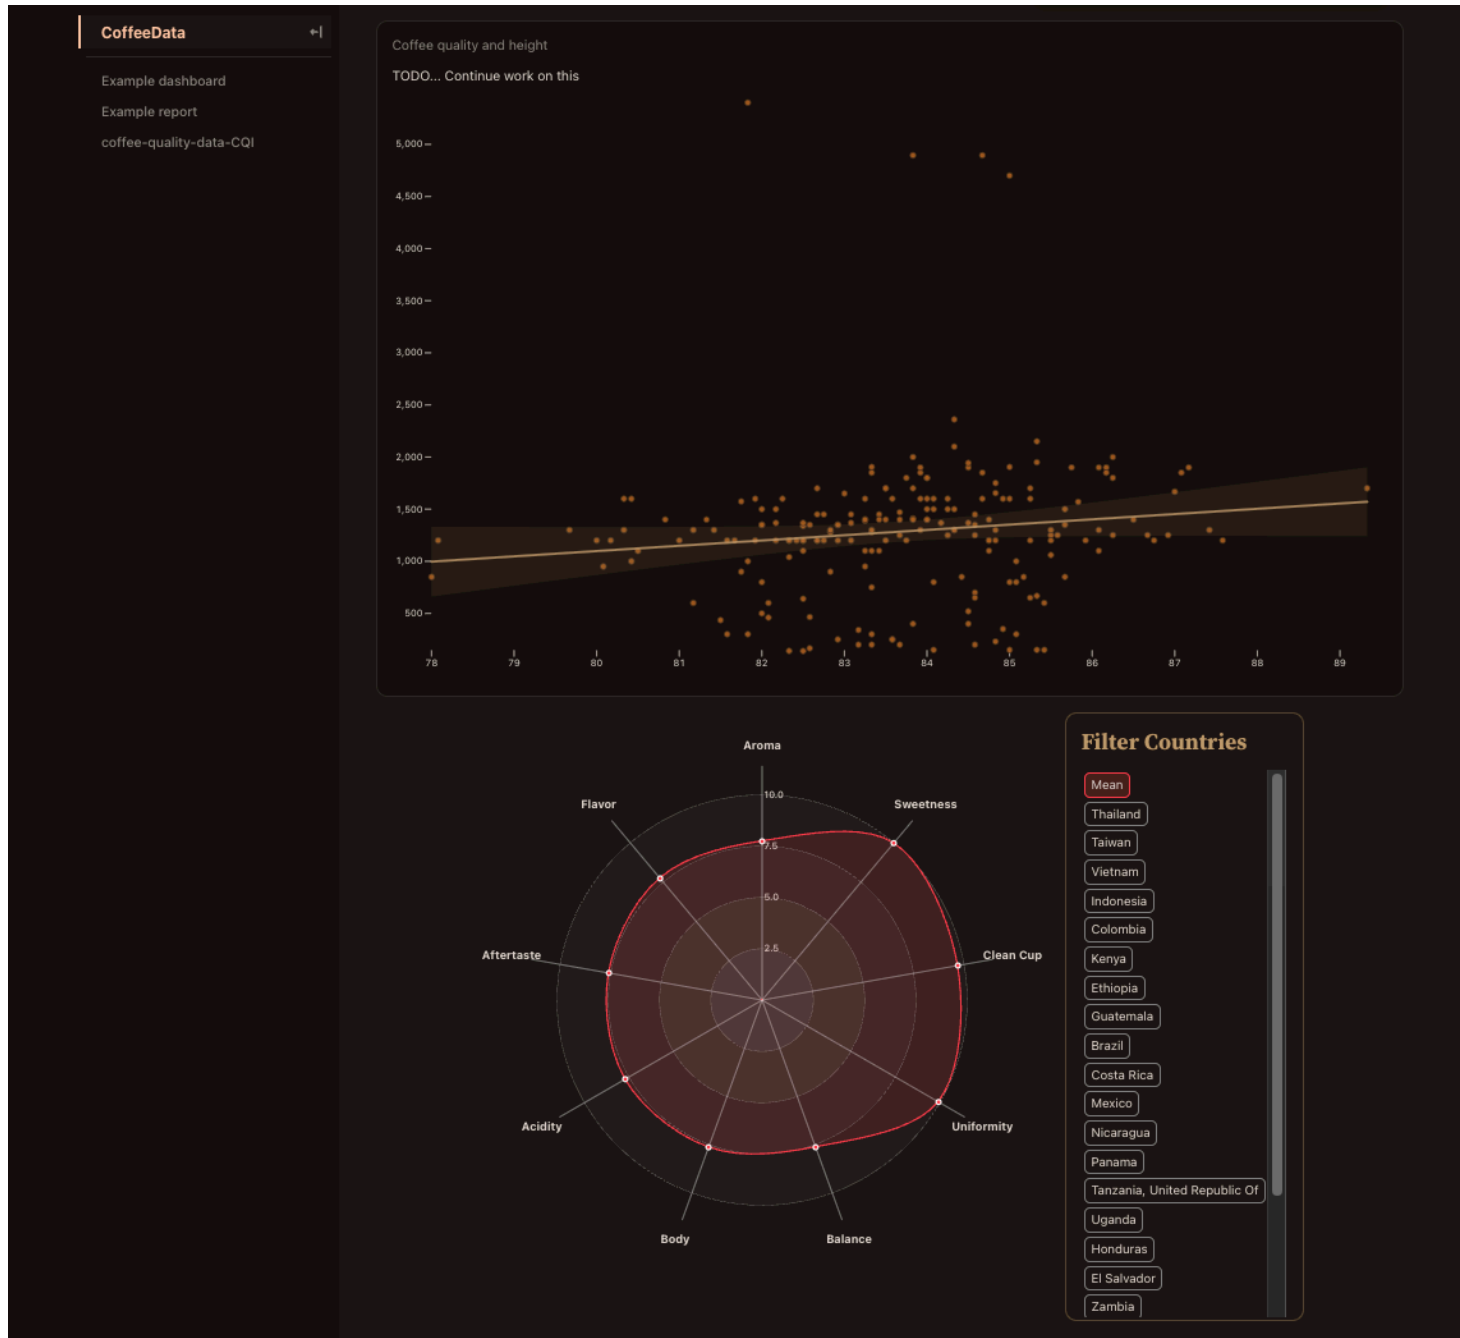 CoffeeData
Example dashboard
Example report
coffee-quality-data-CQI
Coffee quality and height
TODO... Continue work on this
5,000
4,500
4,000
3,500
3,000
2,500
2,000
1,500
1,000
500
78 79 80 81 82 83 84 85 86 87 88 89
Aroma
Flavor
Sweetness
10.0
7.5
5.0
2.5
Aftertaste
Clean Cup
Acidity
Uniformity
Body
Balance
Filter Countries
Mean
Thailand
Taiwan
Vietnam
Indonesia
Colombia
Kenya
Ethiopia
Guatemala
Brazil
Costa Rica
Mexico
Nicaragua
Panama
Tanzania, United Republic Of
Uganda
Honduras
El Salvador
Zambia